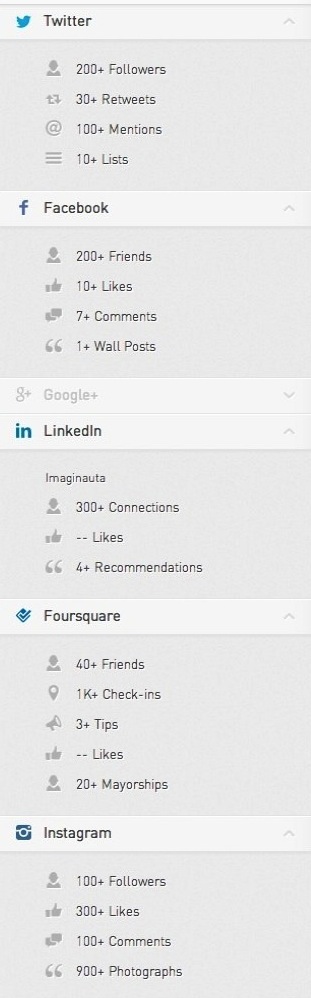 Twitter
200+ Followers
30+ Retweets
100+ Mentions
10+ Lists
Facebook
200+ Friends
10+ Likes
7+ Comments
1+ Wall Posts
Google+
LinkedIn
Imaginauta
300+ Connections
-- Likes
4+ Recommendations
Foursquare
40+ Friends
1K+ Check-ins
3+ Tips
-- Likes
20+ Mayorships
Instagram
100+ Followers
300+ Likes
100+ Comments
900+ Photographs